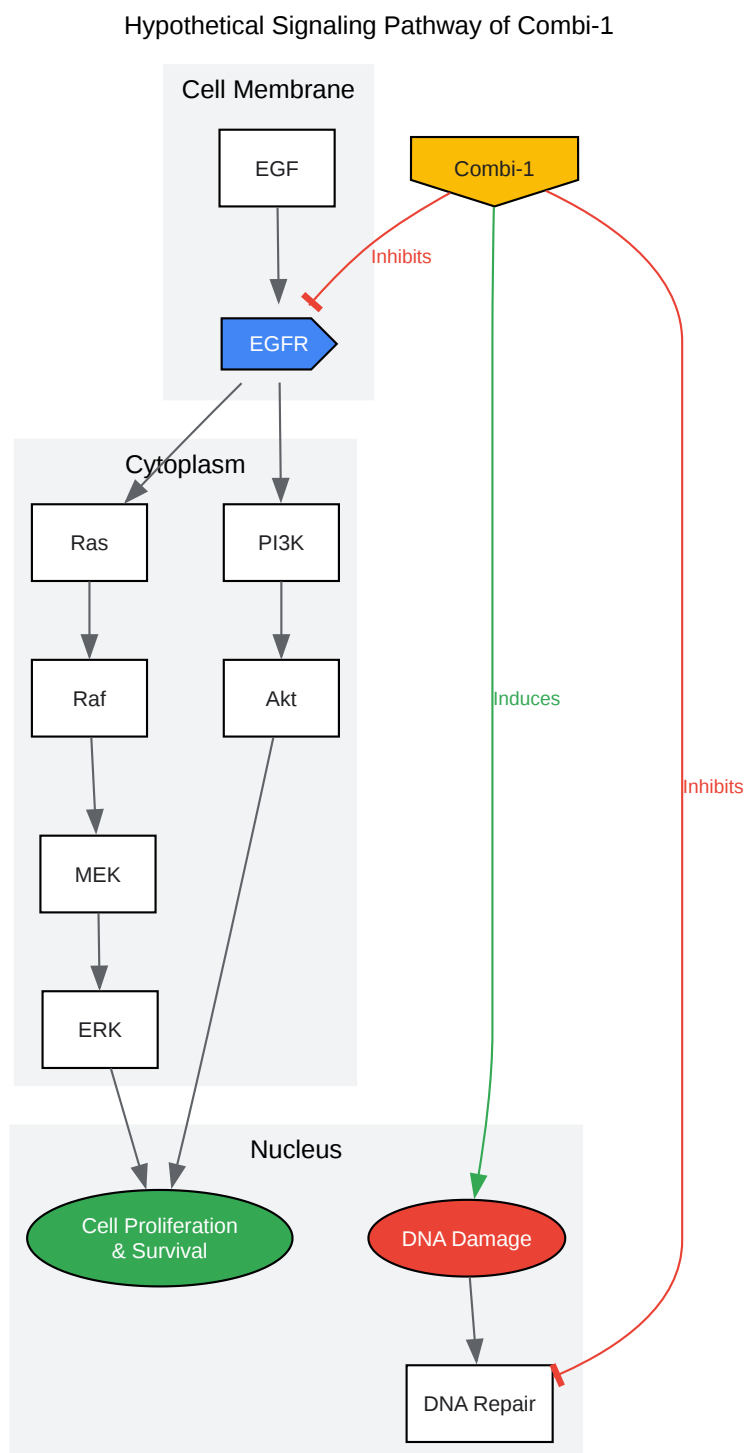 Hypothetical Signaling Pathway of Combi-1
Cell Membrane
EGF
Combi-1
Inhibits
EGFR
Cytoplasm
Ras
PI3K
Raf
Akt
Induces
Inhibits
MEK
ERK
Nucleus
Cell Proliferation
& Survival
DNA Damage
DNA Repair